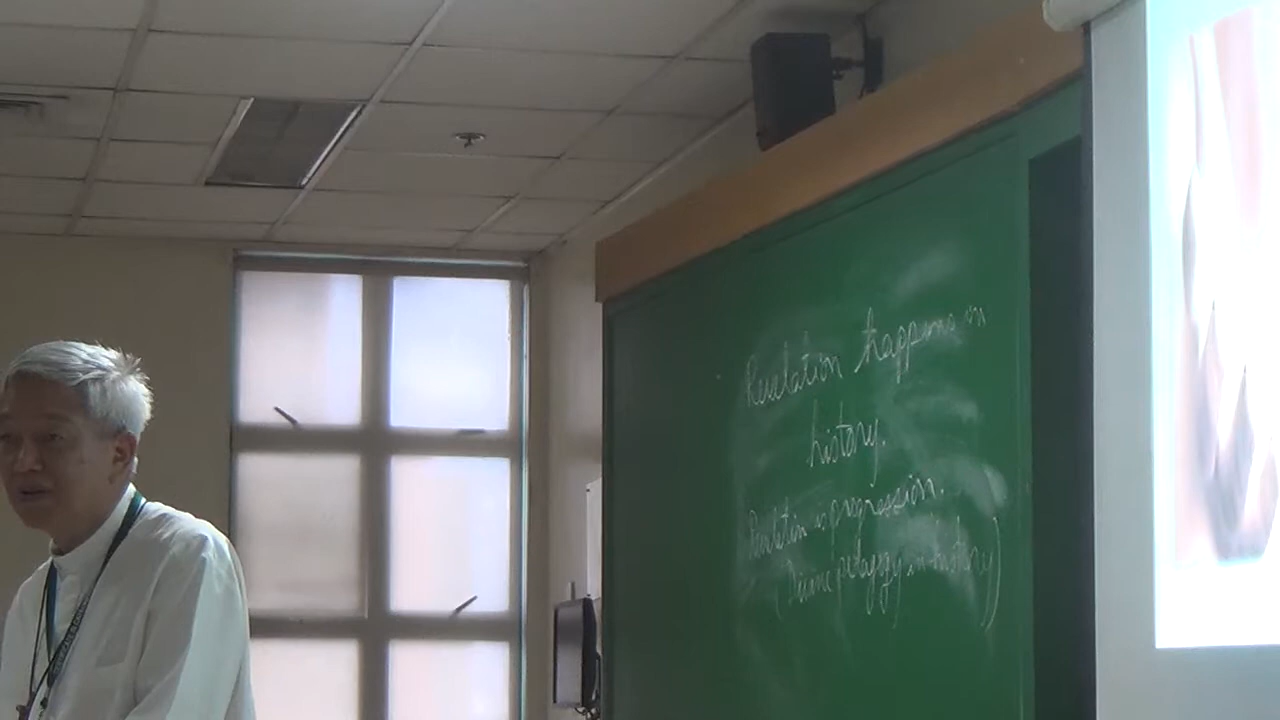 Revelation happens in
history.
Revelation is progression.
(Divine pedagogy in history)